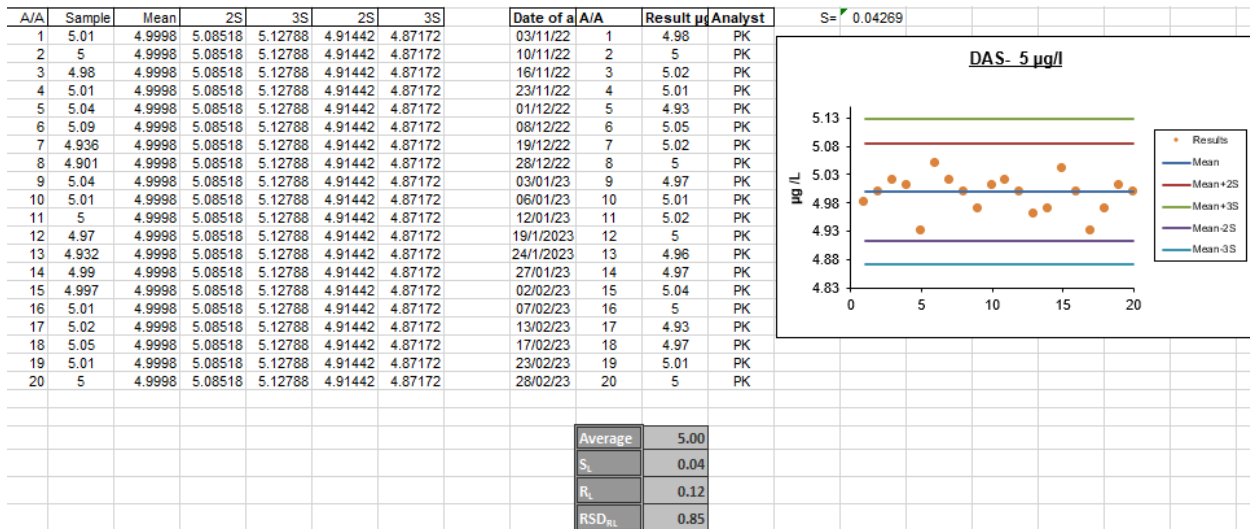 A/A Sample Mean 2S 3S 2S 3S Date of a A/A Result µg Analyst S= 0.04269
1 5.01 4.9998 5.08518 5.12788 4.91442 4.87172 03/11/22 1 4.98 PK
2 5 4.9998 5.08518 5.12788 4.91442 4.87172 10/11/22 2 5 PK
3 4.98 4.9998 5.08518 5.12788 4.91442 4.87172 16/11/22 3 5.02 PK
4 5.01 4.9998 5.08518 5.12788 4.91442 4.87172 23/11/22 4 5.01 PK
5 5.04 4.9998 5.08518 5.12788 4.91442 4.87172 01/12/22 5 4.93 PK
6 5.09 4.9998 5.08518 5.12788 4.91442 4.87172 08/12/22 6 5.05 PK
7 4.936 4.9998 5.08518 5.12788 4.91442 4.87172 19/12/22 7 5.02 PK
8 4.901 4.9998 5.08518 5.12788 4.91442 4.87172 28/12/22 8 5 PK
9 5.04 4.9998 5.08518 5.12788 4.91442 4.87172 03/01/23 9 4.97 PK
10 5.01 4.9998 5.08518 5.12788 4.91442 4.87172 06/01/23 10 5.01 PK
11 5 4.9998 5.08518 5.12788 4.91442 4.87172 12/01/23 11 5.02 PK
12 4.97 4.9998 5.08518 5.12788 4.91442 4.87172 19/1/2023 12 5 PK
13 4.932 4.9998 5.08518 5.12788 4.91442 4.87172 24/1/2023 13 4.96 PK
14 4.99 4.9998 5.08518 5.12788 4.91442 4.87172 27/01/23 14 4.97 PK
15 4.997 4.9998 5.08518 5.12788 4.91442 4.87172 02/02/23 15 5.04 PK
16 5.01 4.9998 5.08518 5.12788 4.91442 4.87172 07/02/23 16 5 PK
17 5.02 4.9998 5.08518 5.12788 4.91442 4.87172 13/02/23 17 4.93 PK
18 5.05 4.9998 5.08518 5.12788 4.91442 4.87172 17/02/23 18 4.97 PK
19 5.01 4.9998 5.08518 5.12788 4.91442 4.87172 23/02/23 19 5.01 PK
20 5 4.9998 5.08518 5.12788 4.91442 4.87172 28/02/23 20 5 PK
Average 5.00
S_L 0.04
R_L 0.12
RSD_RL 0.85
DAS- 5 µg/l
µg /L
5.13
5.08
5.03
4.98
4.93
4.88
4.83
0 5 10 15 20
Results
Mean
Mean+2S
Mean+3S
Mean-2S
Mean-3S